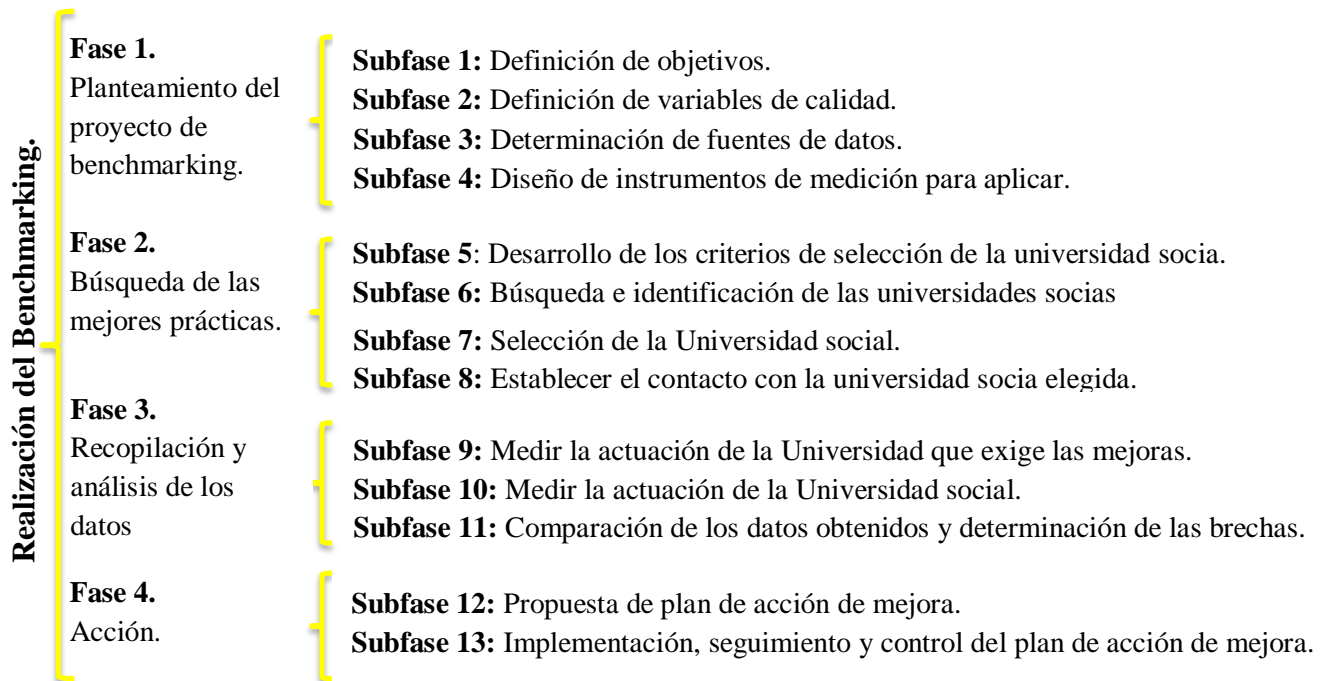 Realización del Benchmarking.
Fase 1.
Planteamiento del
proyecto de
benchmarking.
Subfase 1: Definición de objetivos.
Subfase 2: Definición de variables de calidad.
Subfase 3: Determinación de fuentes de datos.
Subfase 4: Diseño de instrumentos de medición para aplicar.
Fase 2.
Búsqueda de las
mejores prácticas.
Subfase 5: Desarrollo de los criterios de selección de la universidad socia.
Subfase 6: Búsqueda e identificación de las universidades socias
Subfase 7: Selección de la Universidad social.
Subfase 8: Establecer el contacto con la universidad socia elegida.
Fase 3.
Recopilación y
análisis de los
datos
Subfase 9: Medir la actuación de la Universidad que exige las mejoras.
Subfase 10: Medir la actuación de la Universidad social.
Subfase 11: Comparación de los datos obtenidos y determinación de las brechas.
Fase 4.
Acción.
Subfase 12: Propuesta de plan de acción de mejora.
Subfase 13: Implementación, seguimiento y control del plan de acción de mejora.